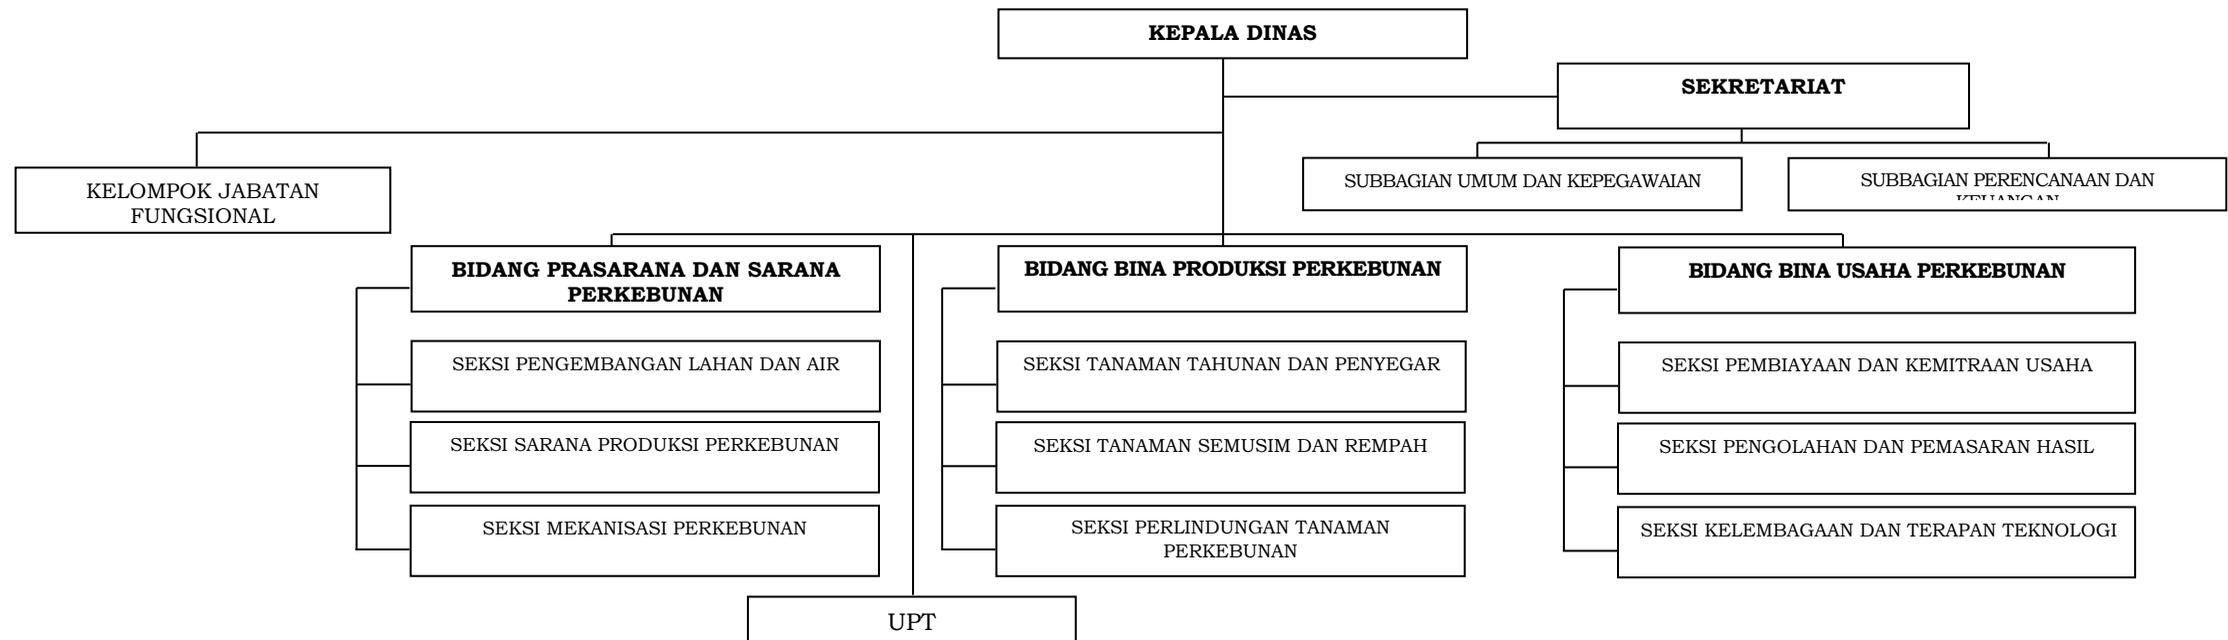 KEPALA DINAS
SEKRETARIAT
KELOMPOK JABATAN
FUNGSIONAL
SUBBAGIAN UMUM DAN KEPEGAWAIAN
SUBBAGIAN PERENCANAAN DAN
KEUANGAN
BIDANG PRASARANA DAN SARANA
PERKEBUNAN
BIDANG BINA PRODUKSI PERKEBUNAN
BIDANG BINA USAHA PERKEBUNAN
SEKSI PENGEMBANGAN LAHAN DAN AIR
SEKSI TANAMAN TAHUNAN DAN PENYEGAR
SEKSI PEMBIAYAAN DAN KEMITRAAN USAHA
SEKSI SARANA PRODUKSI PERKEBUNAN
SEKSI TANAMAN SEMUSIM DAN REMPAH
SEKSI PENGOLAHAN DAN PEMASARAN HASIL
SEKSI MEKANISASI PERKEBUNAN
SEKSI PERLINDUNGAN TANAMAN
PERKEBUNAN
SEKSI KELEMBAGAAN DAN TERAPAN TEKNOLOGI
UPT